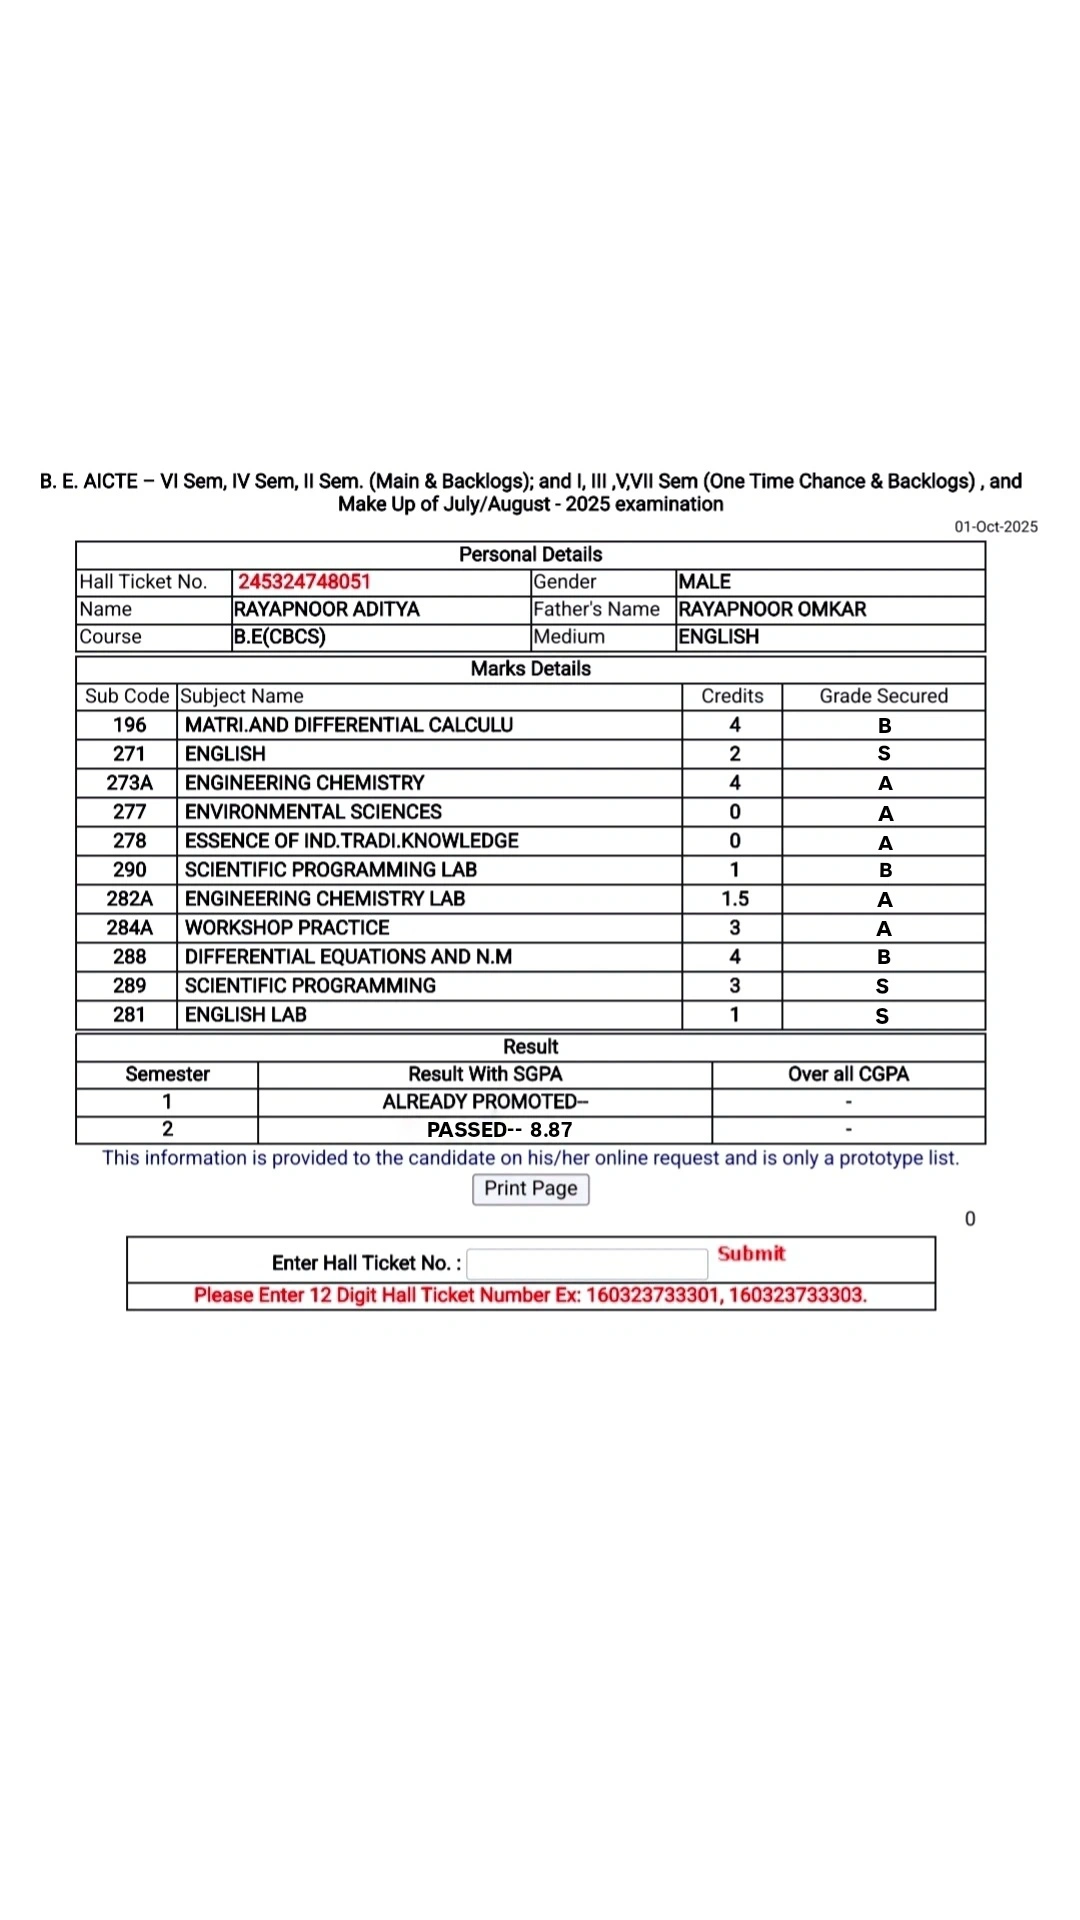 B. E. AICTE – VI Sem, IV Sem, II Sem. (Main & Backlogs); and I, III ,V,VII Sem (One Time Chance & Backlogs) , and
Make Up of July/August - 2025 examination
01-Oct-2025
Personal Details
Hall Ticket No. 245324748051 Gender MALE
Name RAYAPNOOR ADITYA Father's Name RAYAPNOOR OMKAR
Course B.E(CBCS) Medium ENGLISH
Marks Details
Sub Code Subject Name Credits Grade Secured
196 MATRI.AND DIFFERENTIAL CALCULU 4 B
271 ENGLISH 2 S
273A ENGINEERING CHEMISTRY 4 A
277 ENVIRONMENTAL SCIENCES 0 A
278 ESSENCE OF IND.TRADI.KNOWLEDGE 0 A
290 SCIENTIFIC PROGRAMMING LAB 1 B
282A ENGINEERING CHEMISTRY LAB 1.5 A
284A WORKSHOP PRACTICE 3 A
288 DIFFERENTIAL EQUATIONS AND N.M 4 B
289 SCIENTIFIC PROGRAMMING 3 S
281 ENGLISH LAB 1 S
Result
Semester Result With SGPA Over all CGPA
1 ALREADY PROMOTED-- -
2 PASSED-- 8.87 -
This information is provided to the candidate on his/her online request and is only a prototype list.
Print Page
0
Enter Hall Ticket No. : Submit
Please Enter 12 Digit Hall Ticket Number Ex: 160323733301, 160323733303.